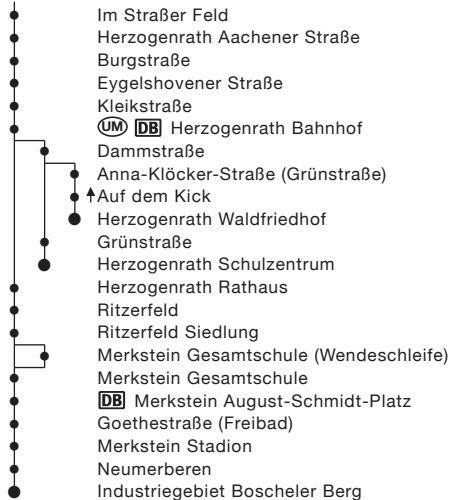 Im Straßer Feld
Herzogenrath Aachener Straße
Burgstraße
Eygelshovener Straße
Kleikstraße
UM DB Herzogenrath Bahnhof
Dammstraße
Anna-Klöcker-Straße (Grünstraße)
Auf dem Kick
Herzogenrath Waldfriedhof
Grünstraße
Herzogenrath Schulzentrum
Herzogenrath Rathaus
Ritzerfeld
Ritzerfeld Siedlung
Merkstein Gesamtschule (Wendeschleife)
Merkstein Gesamtschule
DB Merkstein August-Schmidt-Platz
Goethestraße (Freibad)
Merkstein Stadion
Neumerberen
Industriegebiet Boscheler Berg